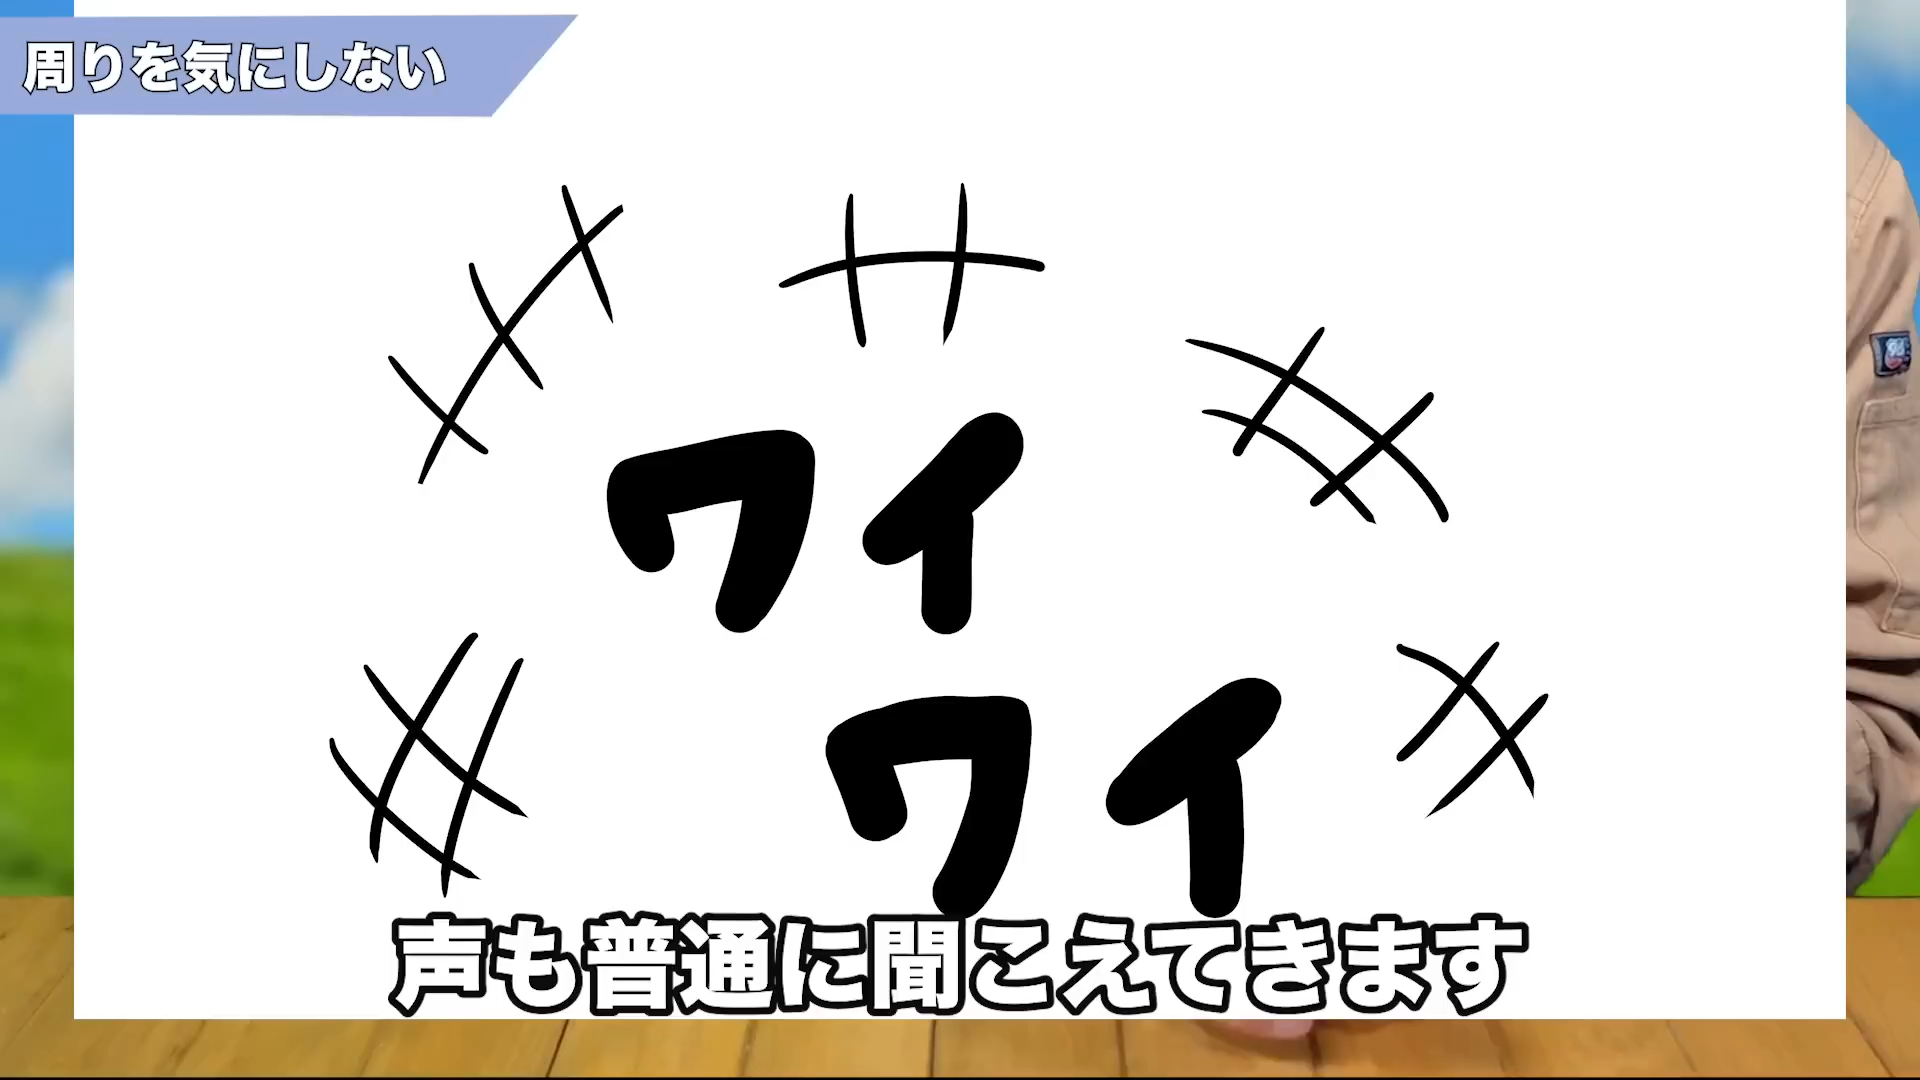 周りを気にしない
ワイ
ワイ
声も普通に聞こえてきます